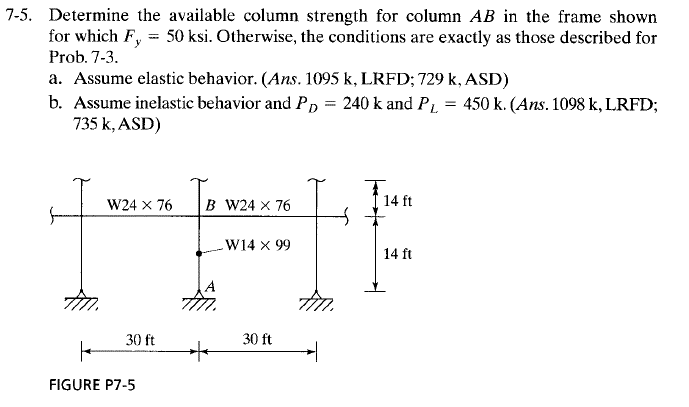 7-5. Determine the available column strength for column AB in the frame shown
for which Fy = 50 ksi. Otherwise, the conditions are exactly as those described for
Prob. 7-3.
a. Assume elastic behavior. (Ans. 1095 k, LRFD; 729 k, ASD)
b. Assume inelastic behavior and PD = 240 k and PL = 450 k. (Ans. 1098 k, LRFD;
735 k, ASD)
W24 × 76
B W24 × 76
14 ft
W14 × 99
14 ft
A
30 ft
30 ft
FIGURE P7-5